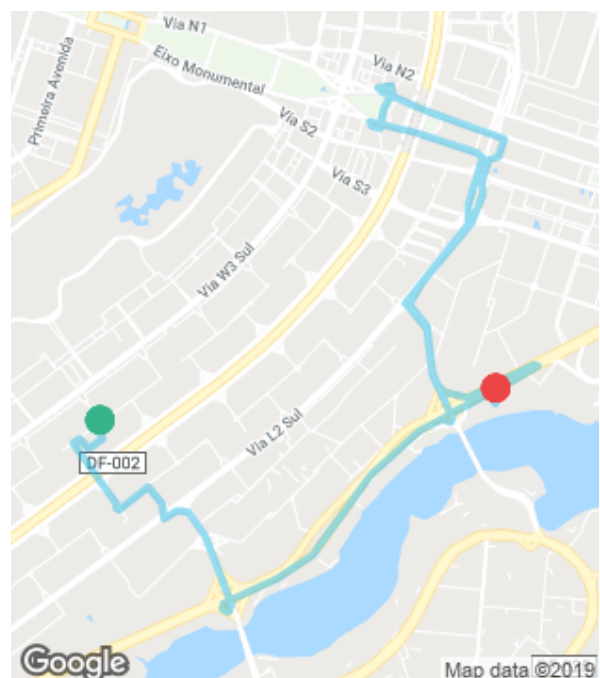 Via N1
Eixo Monumental
Via N2
Primeira Avenida
Via S2
Via S3
Via W3 Sul
Via L2 Sul
DF-002
Google
Map data ©2019